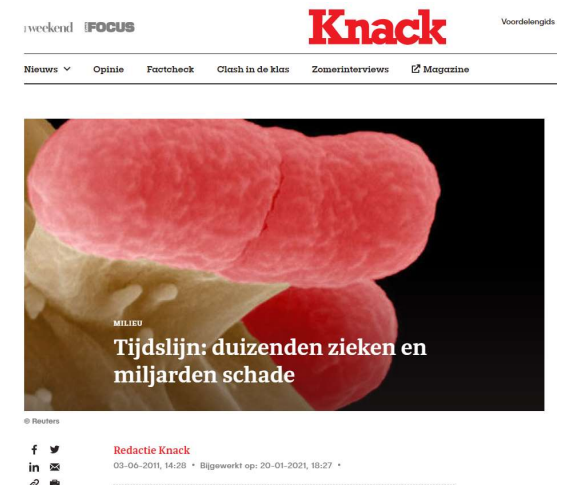 weekend FOCUS
Knack
Voordelengids
Nieuws Opinie Factcheck Clash in de klas Zomerinterviews Magazine
MILIEU
Tijdslijn: duizenden zieken en
miljarden schade
© Reuters
Redactie Knack
03-06-2011, 14:28 • Bijgewerkt op: 20-01-2021, 18:27 •